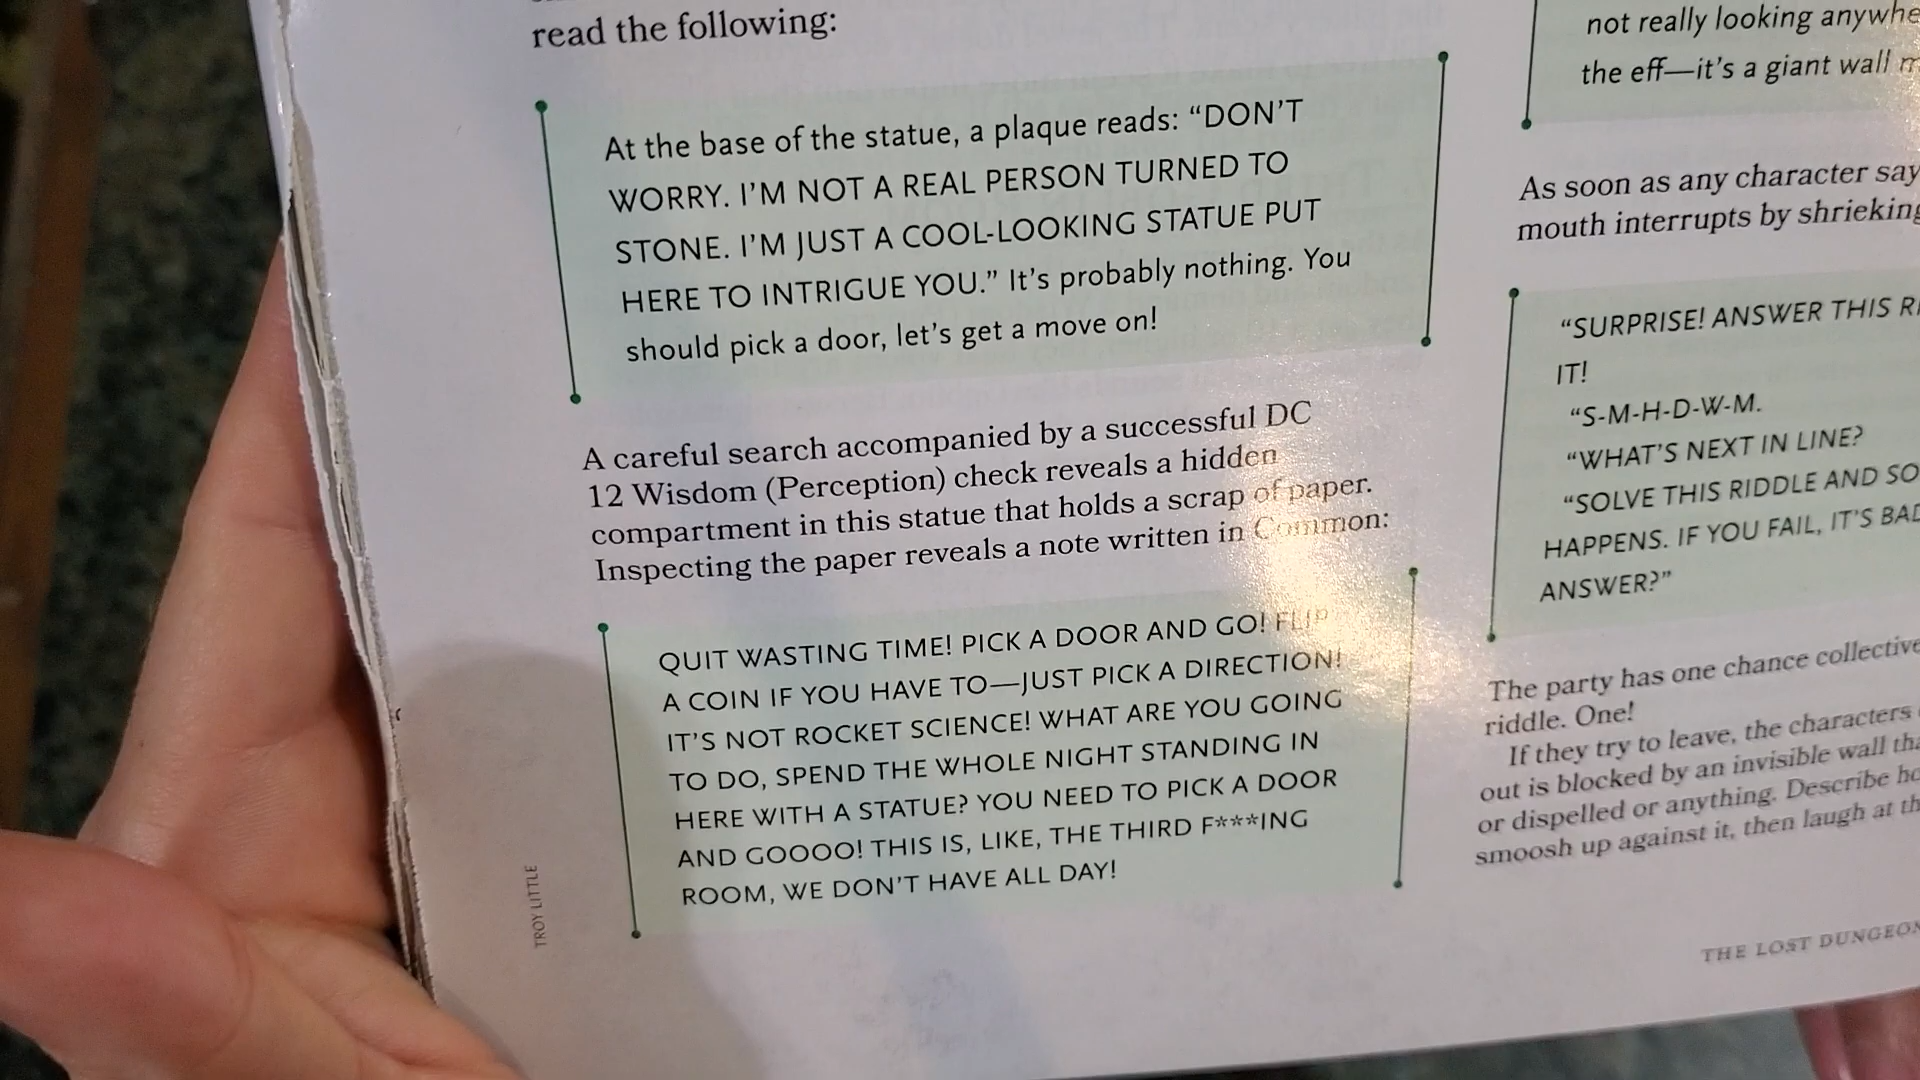 read the following:
At the base of the statue, a plaque reads: “DON’T
WORRY. I’M NOT A REAL PERSON TURNED TO
STONE. I’M JUST A COOL-LOOKING STATUE PUT
HERE TO INTRIGUE YOU.” It’s probably nothing. You
should pick a door, let’s get a move on!
A careful search accompanied by a successful DC
12 Wisdom (Perception) check reveals a hidden
compartment in this statue that holds a scrap of paper.
Inspecting the paper reveals a note written in Common:
QUIT WASTING TIME! PICK A DOOR AND GO! FLIP
A COIN IF YOU HAVE TO—JUST PICK A DIRECTION!
IT’S NOT ROCKET SCIENCE! WHAT ARE YOU GOING
TO DO, SPEND THE WHOLE NIGHT STANDING IN
HERE WITH A STATUE? YOU NEED TO PICK A DOOR
AND GOOOO! THIS IS, LIKE, THE THIRD F***ING
ROOM, WE DON’T HAVE ALL DAY!
TROY LITTLE
not really looking
the eff—it’s a giant wall
As soon as any character
mouth interrupts by
“SURPRISE! ANSWER THIS
IT!
“S-M-H-D-W-M.
“WHAT’S NEXT IN LINE?
“SOLVE THIS RIDDLE AND
HAPPENS. IF YOU FAIL, IT’S
ANSWER?”
The party has one chance
riddle. One!
If they try to leave, the characters
out is blocked by an invisible wall
or dispelled or anything. Describe
smoosh up against it, then laugh at
THE LOST